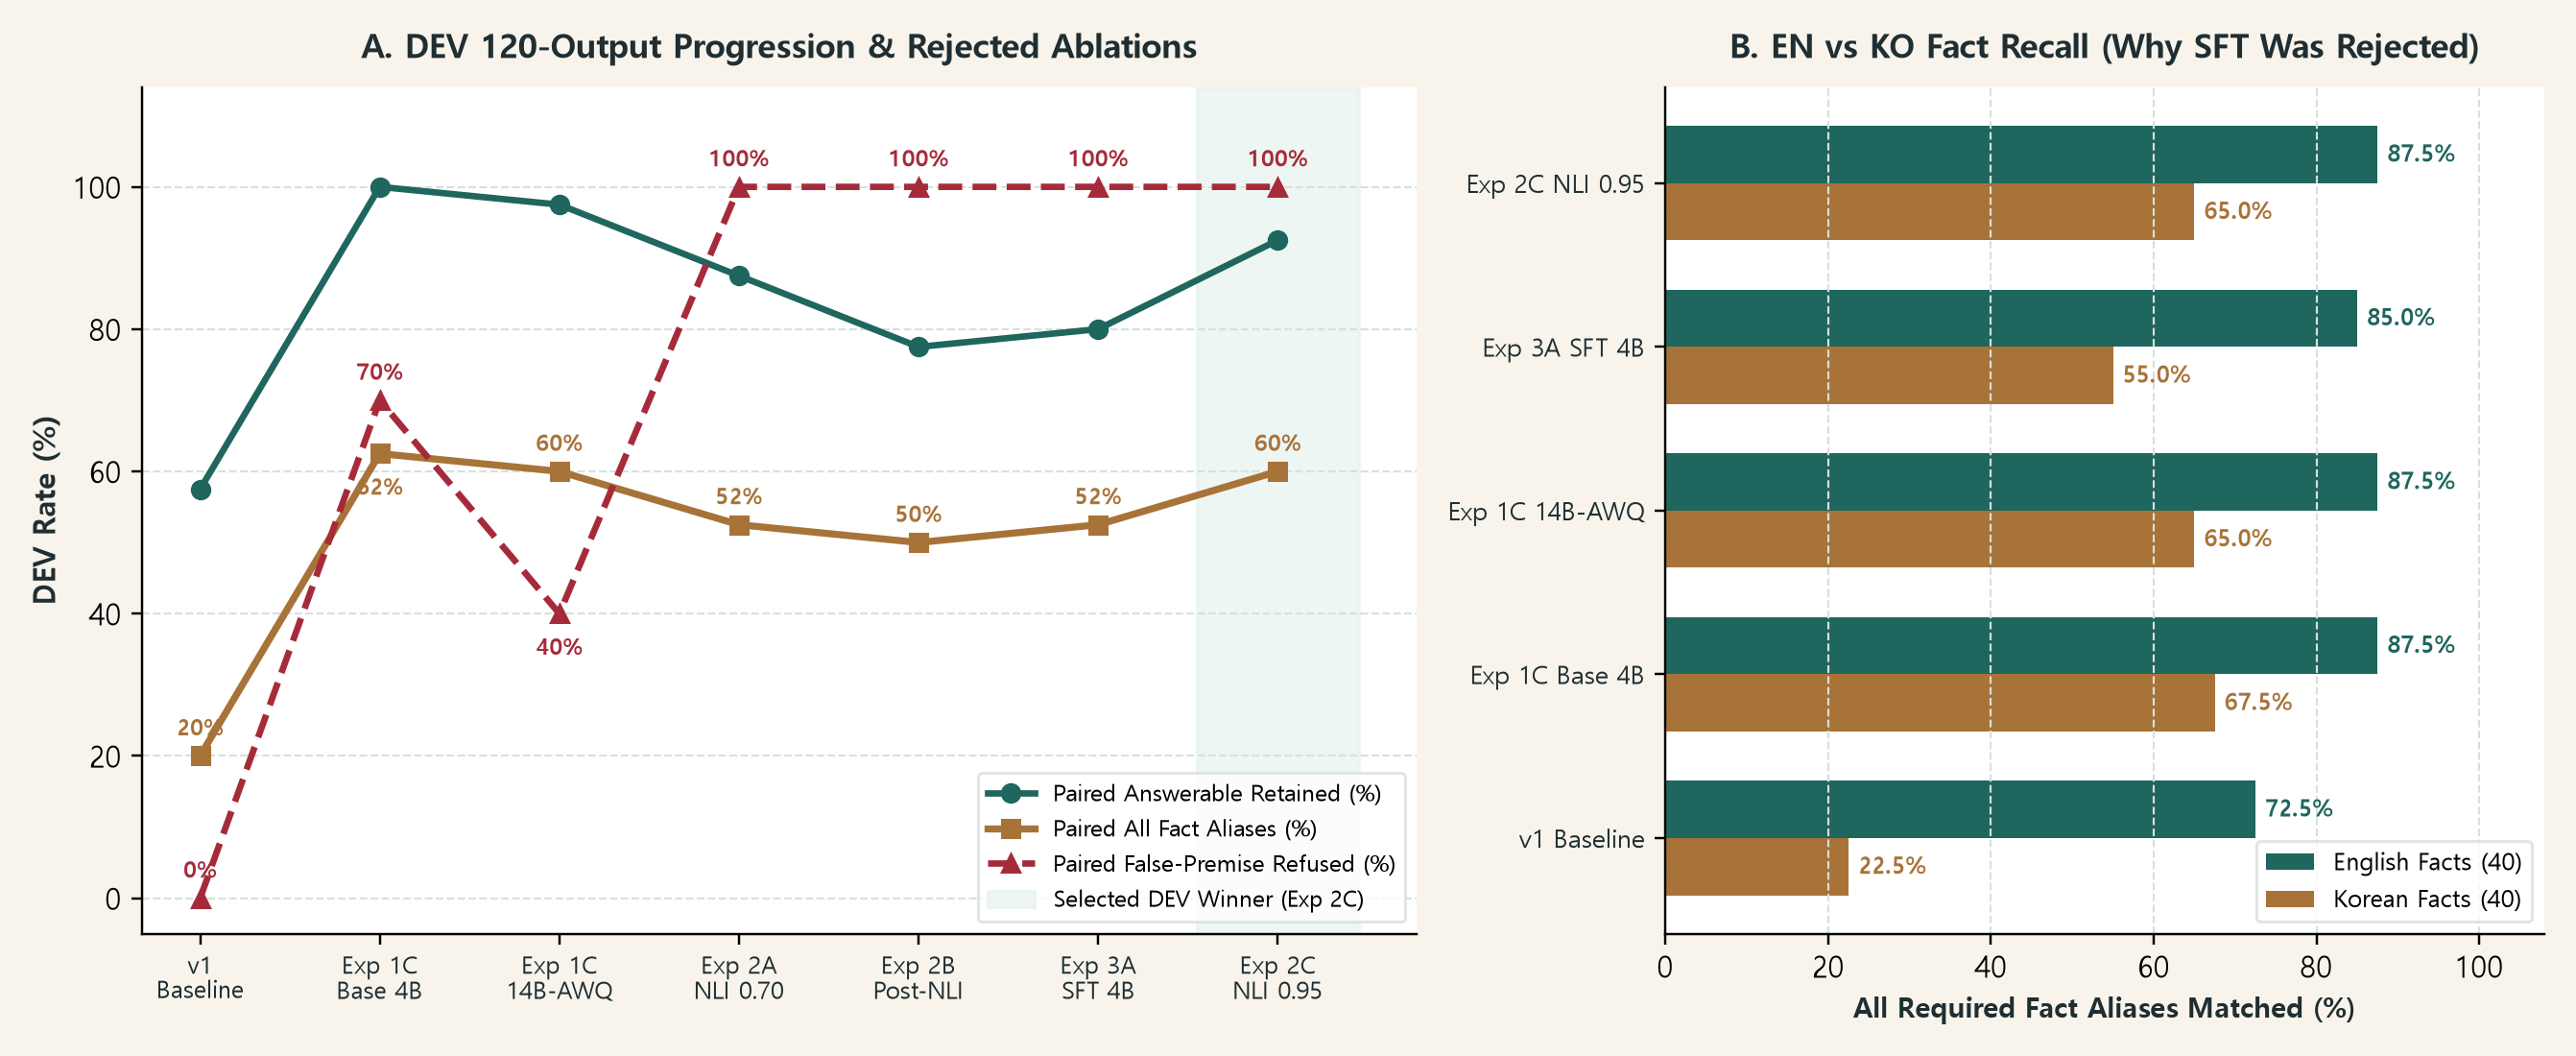 A. DEV 120-Output Progression & Rejected Ablations
DEV Rate (%)
100
80
60
40
20
0
100%
100%
100%
100%
70%
62%
60%
60%
52%
50%
52%
40%
20%
0%
Paired Answerable Retained (%)
Paired All Fact Aliases (%)
Paired False-Premise Refused (%)
Selected DEV Winner (Exp 2C)
v1
Baseline
Exp 1C
Base 4B
Exp 1C
14B-AWQ
Exp 2A
NLI 0.70
Exp 2B
Post-NLI
Exp 3A
SFT 4B
Exp 2C
NLI 0.95
B. EN vs KO Fact Recall (Why SFT Was Rejected)
Exp 2C NLI 0.95
87.5%
65.0%
Exp 3A SFT 4B
85.0%
55.0%
Exp 1C 14B-AWQ
87.5%
65.0%
Exp 1C Base 4B
87.5%
67.5%
v1 Baseline
72.5%
22.5%
English Facts (40)
Korean Facts (40)
0
20
40
60
80
100
All Required Fact Aliases Matched (%)